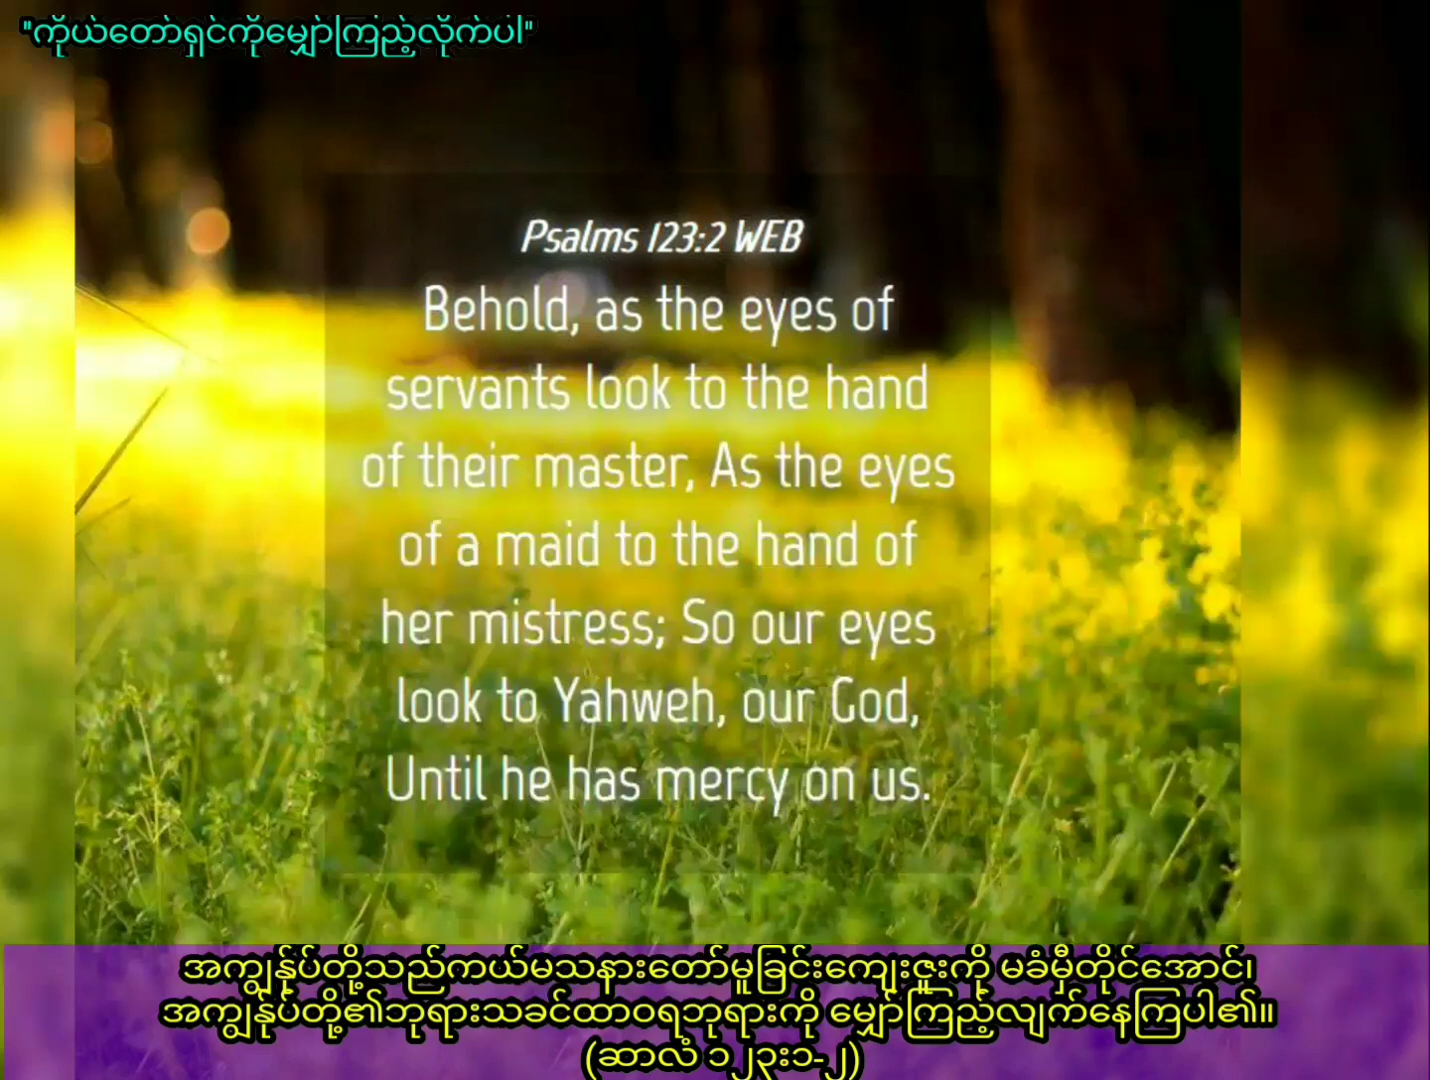 "ကိုယ်တော်ရှင်ကိုမျှော်ကြည့်လိုက်ပါ"
Psalms 123:2 WEB
Behold, as the eyes of
servants look to the hand
of their master, As the eyes
of a maid to the hand of
her mistress; So our eyes
look to Yahweh, our God,
Until he has mercy on us.
အကျွန်ုပ်တို့သည်ကယ်မသနားတော်မူခြင်းကျေးဇူးကို မခံမှီတိုင်အောင်၊
အကျွန်ုပ်တို့၏ဘုရားသခင်ထာဝရဘုရားကို မျှော်ကြည့်လျက်နေကြပါ၏။
(ဆာလံ ၁၂၃း၁-၂)